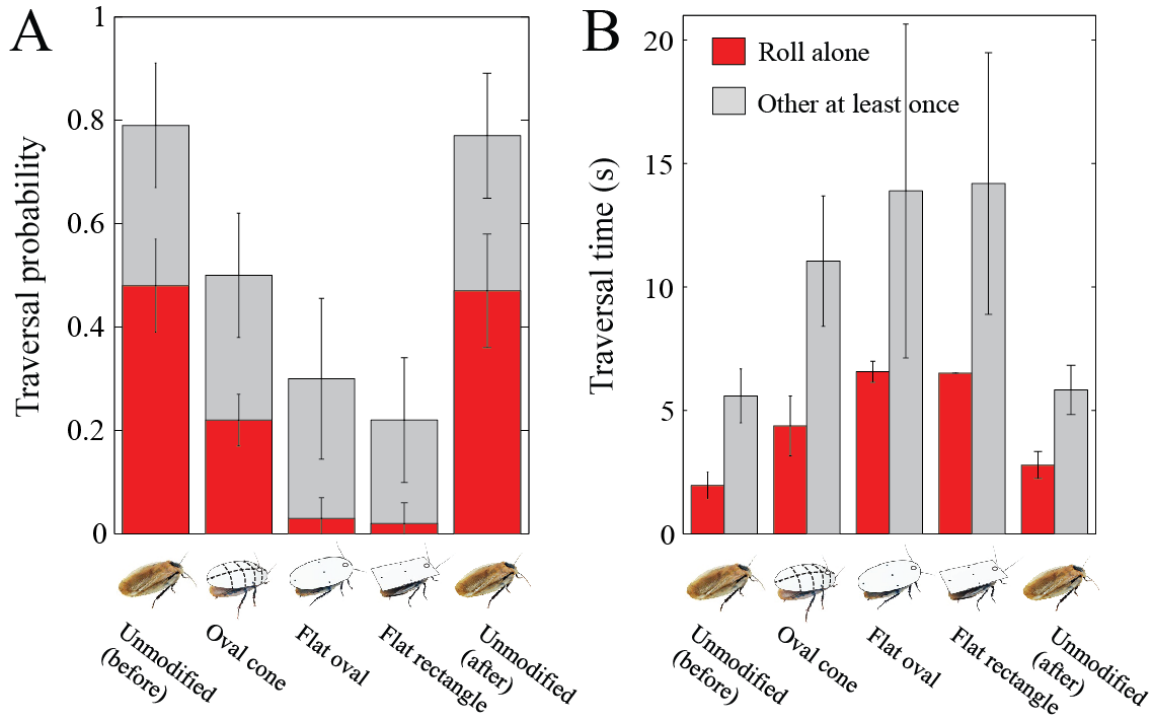 A
Traversal probability
1
0.8
0.6
0.4
0.2
0
Unmodified
(before)
Oval cone
Flat oval
Flat rectangle
Unmodified
(after)
B
Traversal time (s)
20
15
10
5
0
Roll alone
Other at least once
Unmodified
(before)
Oval cone
Flat oval
Flat rectangle
Unmodified
(after)